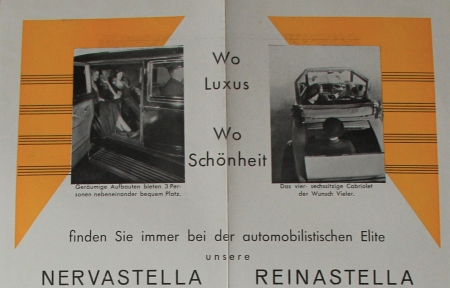 Wo
Luxus
Wo
Schönheit
Geräumige Aufbauten bieten 3 Per-
sonen nebeneinander bequem Platz.
Das vier- sechssitzige Cabriolet
der Wunsch Vieler.
finden Sie immer bei der automobilistischen Elite
unsere
NERVASTELLA REINASTELLA